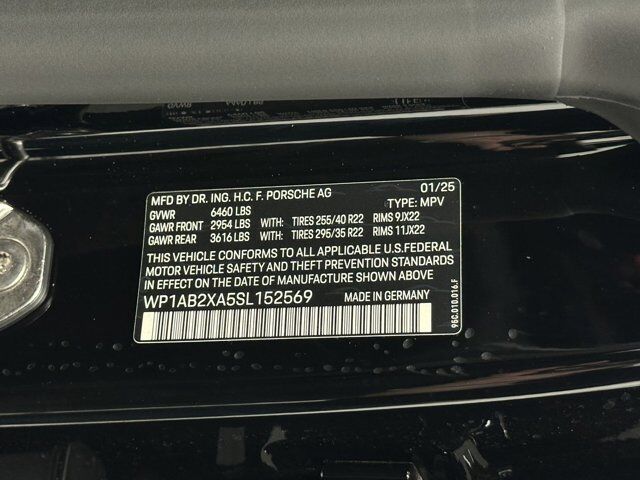 MFD BY DR. ING. H.C. F. PORSCHE AG 01/25
GVWR 6460 LBS TYPE: MPV
GAWR FRONT 2954 LBS WITH: TIRES 255/40 R22 RIMS 9JX22
GAWR REAR 3616 LBS WITH: TIRES 295/35 R22 RIMS 11JX22
THIS VEHICLE CONFORMS TO ALL APPLICABLE U.S.FEDERAL
MOTOR VEHICLE SAFETY AND THEFT PREVENTION STANDARDS
IN EFFECT ON THE DATE OF MANUFACTURE SHOWN ABOVE.
WP1AB2XA5SL152569 MADE IN GERMANY
95C.010.016.F